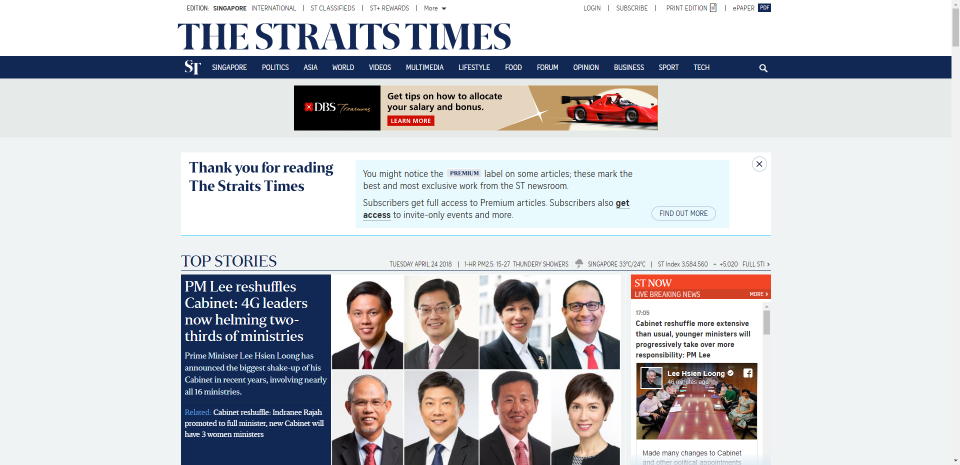 EDITION: SINGAPORE INTERNATIONAL | ST CLASSIFIEDS | ST+ REWARDS | More
LOGIN | SUBSCRIBE | PRINT EDITION | ePAPER PDF
THE STRAITS TIMES
ST SINGAPORE POLITICS ASIA WORLD VIDEOS MULTIMEDIA LIFESTYLE FOOD FORUM OPINION BUSINESS SPORT TECH
DBS Treasures
Get tips on how to allocate
your salary and bonus.
LEARN MORE
Thank you for reading
The Straits Times
You might notice the PREMIUM label on some articles; these mark the
best and most exclusive work from the ST newsroom.
Subscribers get full access to Premium articles. Subscribers also get
access to invite-only events and more.
FIND OUT MORE
TOP STORIES
TUESDAY APRIL 24 2018 | 1-HR PM2.5: 15-27 THUNDERY SHOWERS SINGAPORE 33°C/24°C | ST Index 3,584.560 +5.020 FULL STI
PM Lee reshuffles
Cabinet: 4G leaders
now helming two-
thirds of ministries
Prime Minister Lee Hsien Loong has
announced the biggest shake-up of his
Cabinet in recent years, involving nearly
all 16 ministries.
Related: Cabinet reshuffle: Indranee Rajah
promoted to full minister, new Cabinet will
have 3 women ministers
ST NOW
LIVE BREAKING NEWS MORE
17:05
Cabinet reshuffle more extensive
than usual, younger ministers will
progressively take over more
responsibility: PM Lee
Lee Hsien Loong
46 minutes ago
Made many changes to Cabinet
and other political appointments